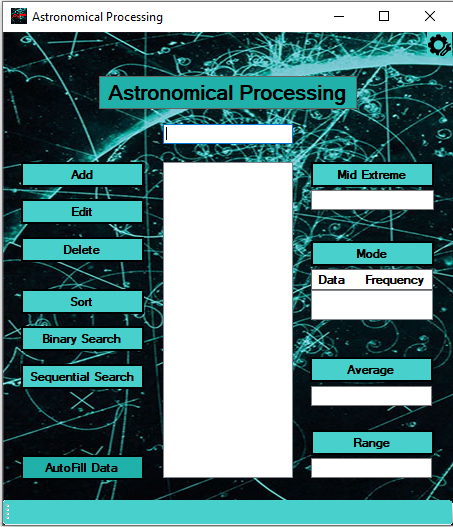 Astronomical Processing
Astronomical Processing
Add
Edit
Delete
Sort
Binary Search
Sequential Search
AutoFill Data
Mid Extreme
Mode
Data Frequency
Average
Range